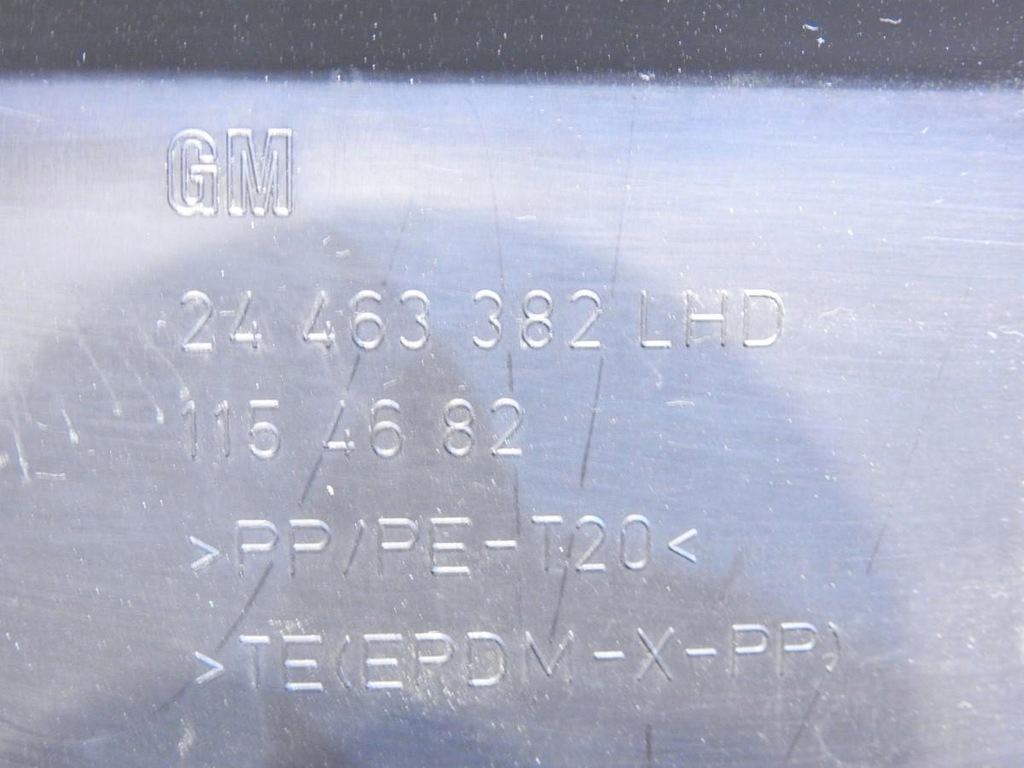 GM
24 463 382 LHD
115 46 82
>PP/PE-T20<
>TE(EPDM-X-PP)